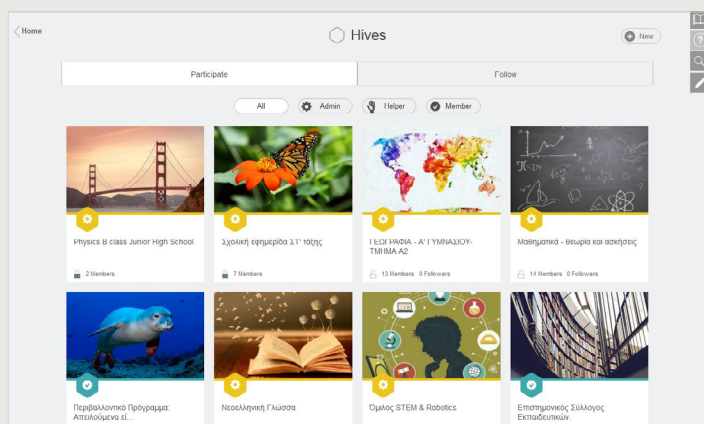 Home
Hives
New
Participate
Follow
All
Admin
Helper
Member
Physics B class Junior High School
Σχολική εφημερίδα ΣΤ' τάξης
ΓΕΩΓΡΑΦΙΑ - Α' ΓΥΜΝΑΣΙΟΥ-
ΤΜΗΜΑ Α2
Μαθηματικά - θεωρία και ασκήσεις
2 Members
7 Members
13 Members 0 Followers
14 Members 0 Followers
Περιβαλλοντικό Πρόγραμμα:
Απειλούμενα εί...
Νεοελληνική Γλώσσα
Όμιλος STEM & Robotics
Επιστημονικός Σύλλογος
Εκπαιδευτικών.